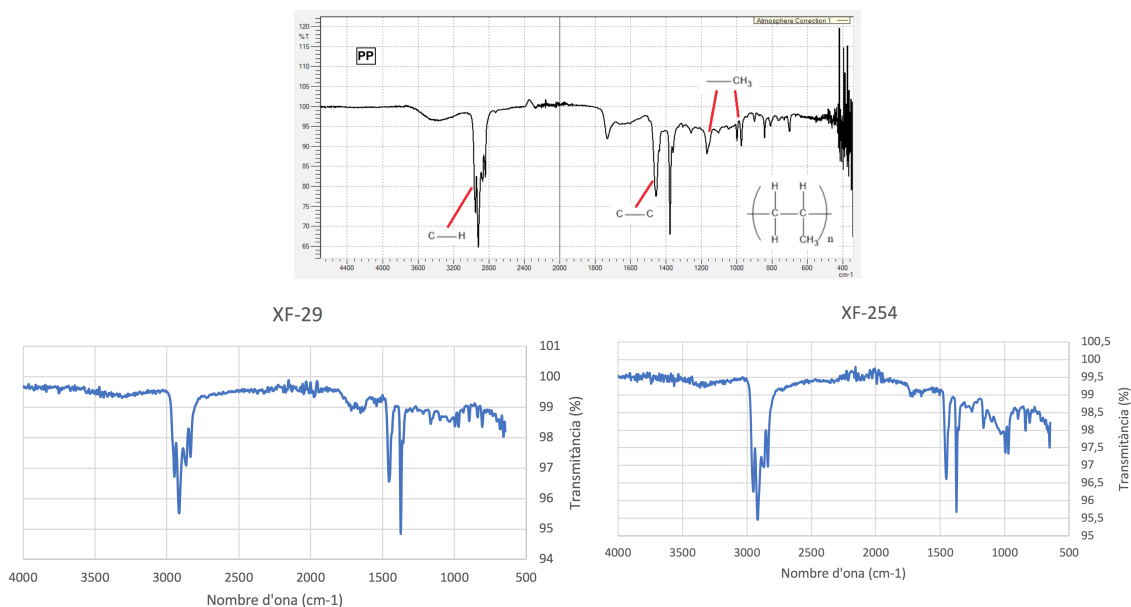 Atmosphere Correction 1
120
%T
115
110
105
100
95
90
85
80
75
70
65
PP
CH3
C H
C C
H H
C C
H CH3 n
4400 4000 3600 3200 2800 2400 2000 1800 1600 1400 1200 1000 800 600 400
cm-1
XF-29
101
100
99
98
97
96
95
94
Transmitància (%)
4000 3500 3000 2500 2000 1500 1000 500
Nombre d'ona (cm-1)
XF-254
100,5
100
99,5
99
98,5
98
97,5
97
96,5
96
95,5
95
Transmitància (%)
4000 3500 3000 2500 2000 1500 1000 500
Nombre d'ona (cm-1)